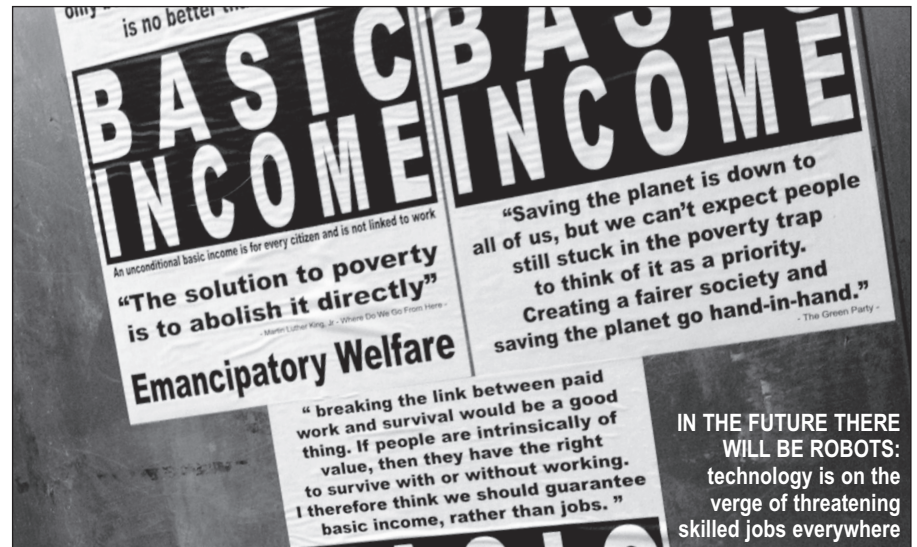 is no better
BASIC
INCOME
An unconditional basic income is for every citizen and is not linked to work
“The solution to poverty
is to abolish it directly”
- Martin Luther King, Jr - Where Do We Go From Here -
Emancipatory Welfare
BASIC
INCOME
“Saving the planet is down to
all of us, but we can’t expect people
still stuck in the poverty trap
to think of it as a priority.
Creating a fairer society and
saving the planet go hand-in-hand.”
- The Green Party -
“ breaking the link between paid
work and survival would be a good
thing. If people are intrinsically of
value, then they have the right
to survive with or without working.
I therefore think we should guarantee
basic income, rather than jobs. ”
IN THE FUTURE THERE
WILL BE ROBOTS:
technology is on the
verge of threatening
skilled jobs everywhere